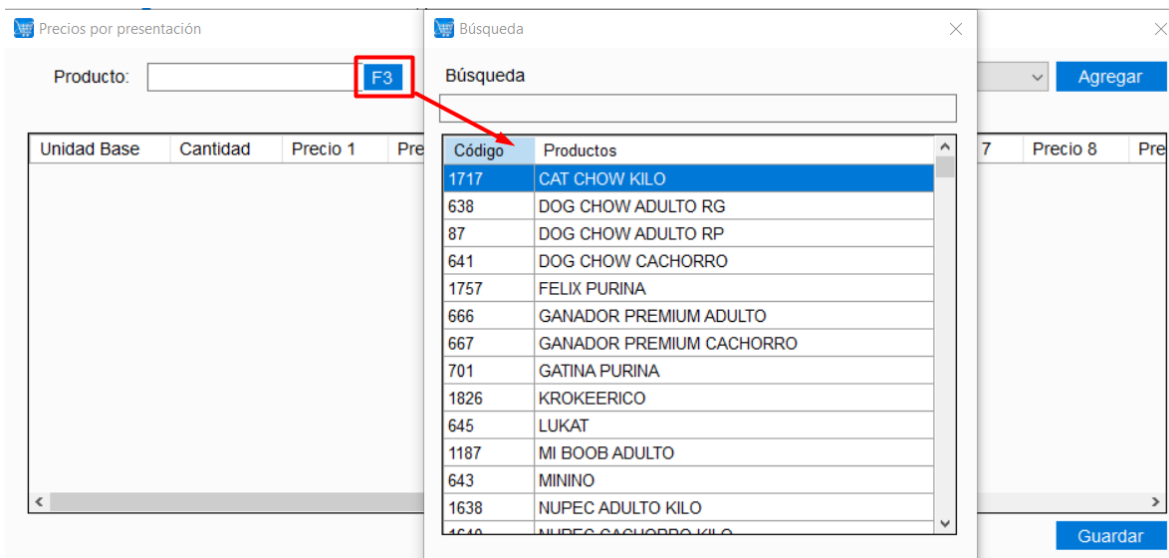 Precios por presentación
Búsqueda
Producto:
F3
Búsqueda
Agregar
Unidad Base Cantidad Precio 1 Pre
Código Productos
7 Precio 8 Pre
1717 CAT CHOW KILO
638 DOG CHOW ADULTO RG
87 DOG CHOW ADULTO RP
641 DOG CHOW CACHORRO
1757 FELIX PURINA
666 GANADOR PREMIUM ADULTO
667 GANADOR PREMIUM CACHORRO
701 GATINA PURINA
1826 KROKEERICO
645 LUKAT
1187 MI BOOB ADULTO
643 MININO
1638 NUPEC ADULTO KILO
NUPEC CACHORRO KILO
Guardar